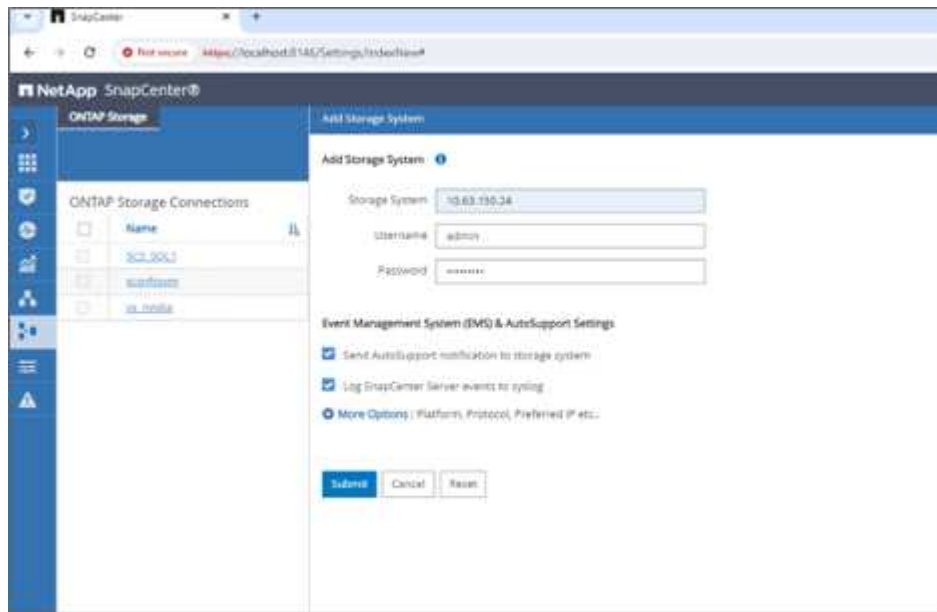 SnapCenter
Not secure https://localhost:8146/Settings/IndexNew#
NetApp SnapCenter®
ONTAP Storage
Add Storage System
Add Storage System
Storage System 10.63.150.24
Username admin
Password ••••••••
Event Management System (EMS) & AutoSupport Settings
Send AutoSupport notification to storage system
Log SnapCenter Server events to syslog
More Options : Platform, Protocol, Preferred IP etc..
Submit Cancel Reset
ONTAP Storage Connections
Name